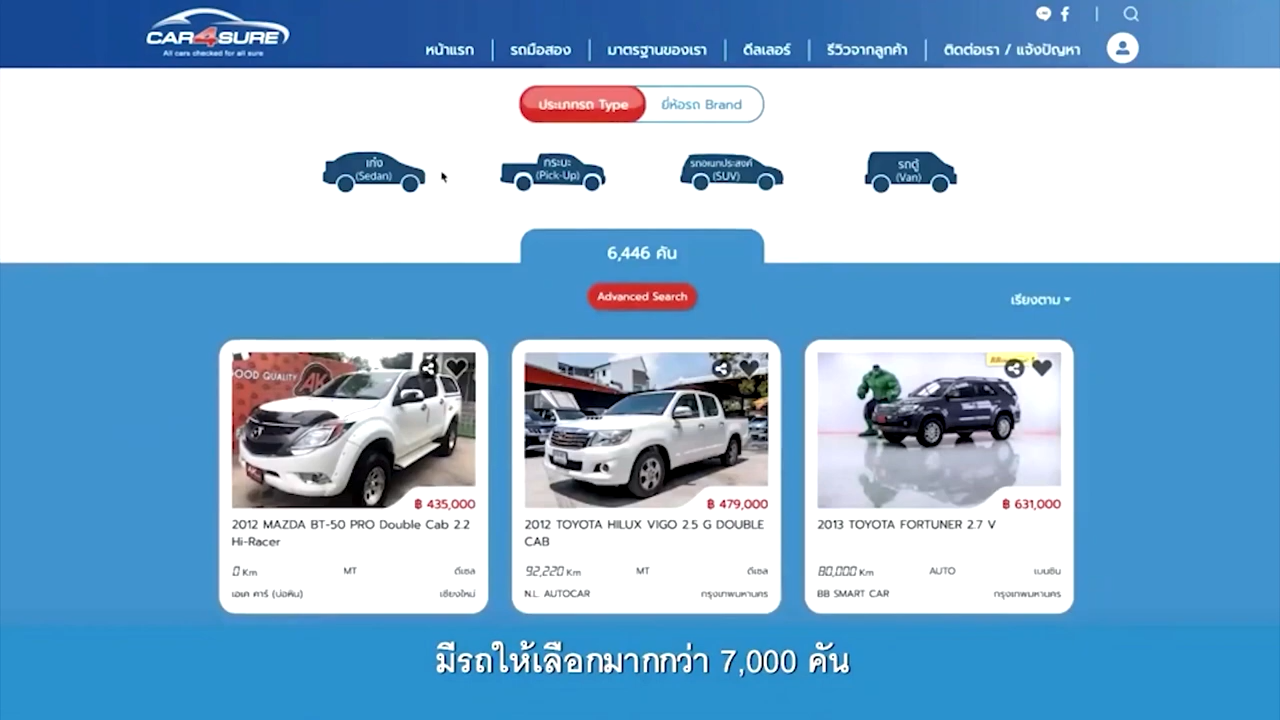 CAR4SURE
All cars checked for all sure
หน้าแรก
รถมือสอง
มาตรฐานของเรา
ดีลเลอร์
รีวิวจากลูกค้า
ติดต่อเรา / แจ้งปัญหา
ประเภทรถ Type
ยี่ห้อรถ Brand
เก๋ง
(Sedan)
กระบะ
(Pick-Up)
รถอเนกประสงค์
(SUV)
รถตู้
(Van)
6,446 คัน
Advanced Search
เรียงตาม
OOD QUALITY AK
฿ 435,000
2012 MAZDA BT-50 PRO Double Cab 2.2
Hi-Racer
0 Km MT ดีเซล
เอเค คาร์ (บ่อหิน) เชียงใหม่
฿ 479,000
2012 TOYOTA HILUX VIGO 2.5 G DOUBLE
CAB
92,220 Km MT ดีเซล
N.L. AUTOCAR กรุงเทพมหานคร
฿ 631,000
2013 TOYOTA FORTUNER 2.7 V
80,000 Km AUTO เบนซิน
BB SMART CAR กรุงเทพมหานคร
มีรถให้เลือกมากกว่า 7,000 คัน